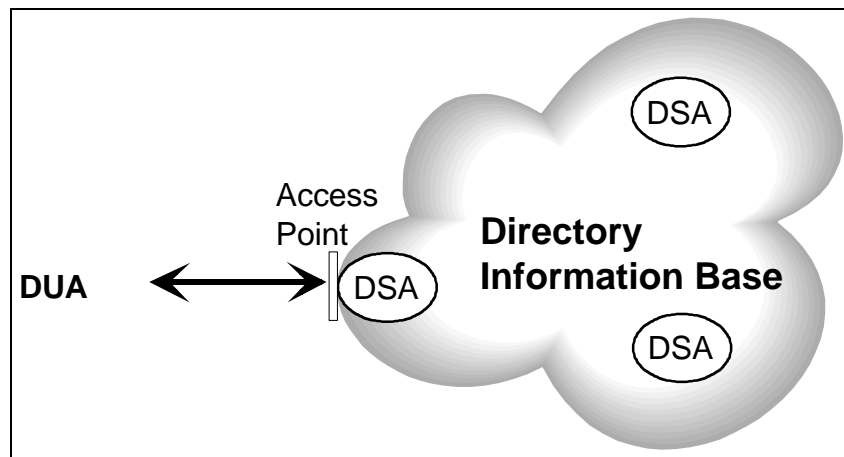 DSA
Access
Point
Directory
Information Base
DUA
DSA
DSA